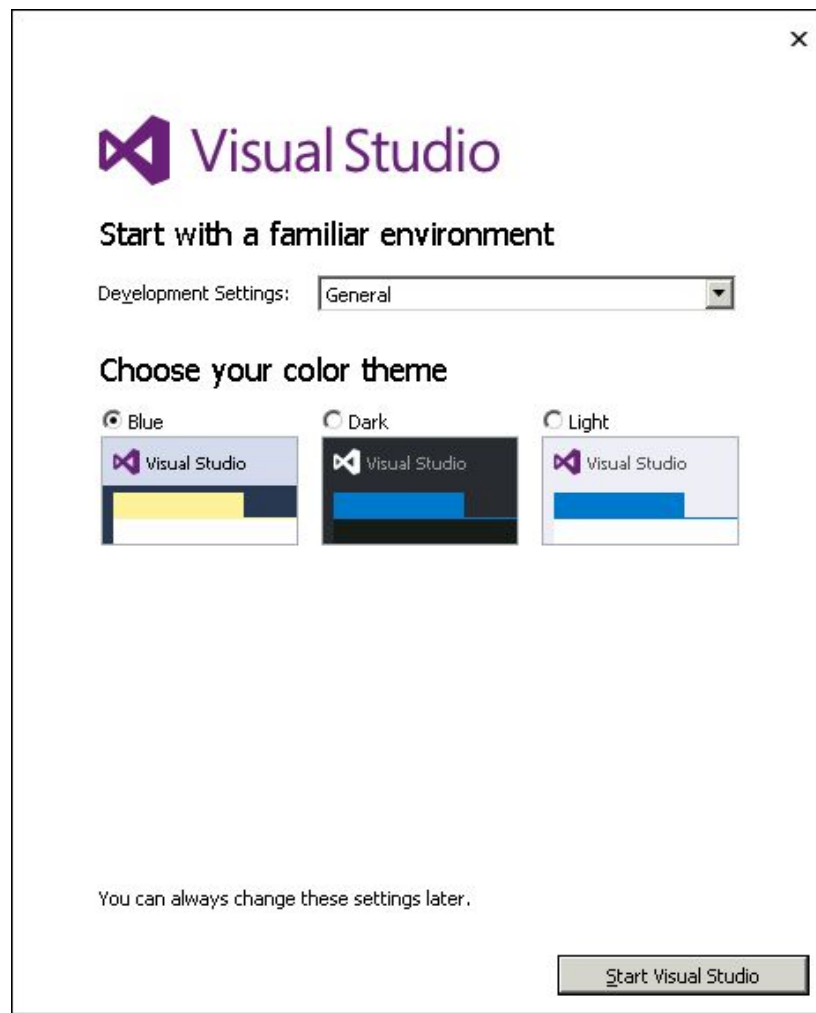 Visual Studio
Start with a familiar environment
Development Settings: General
Choose your color theme
Blue Dark Light
Visual Studio Visual Studio Visual Studio
You can always change these settings later.
Start Visual Studio